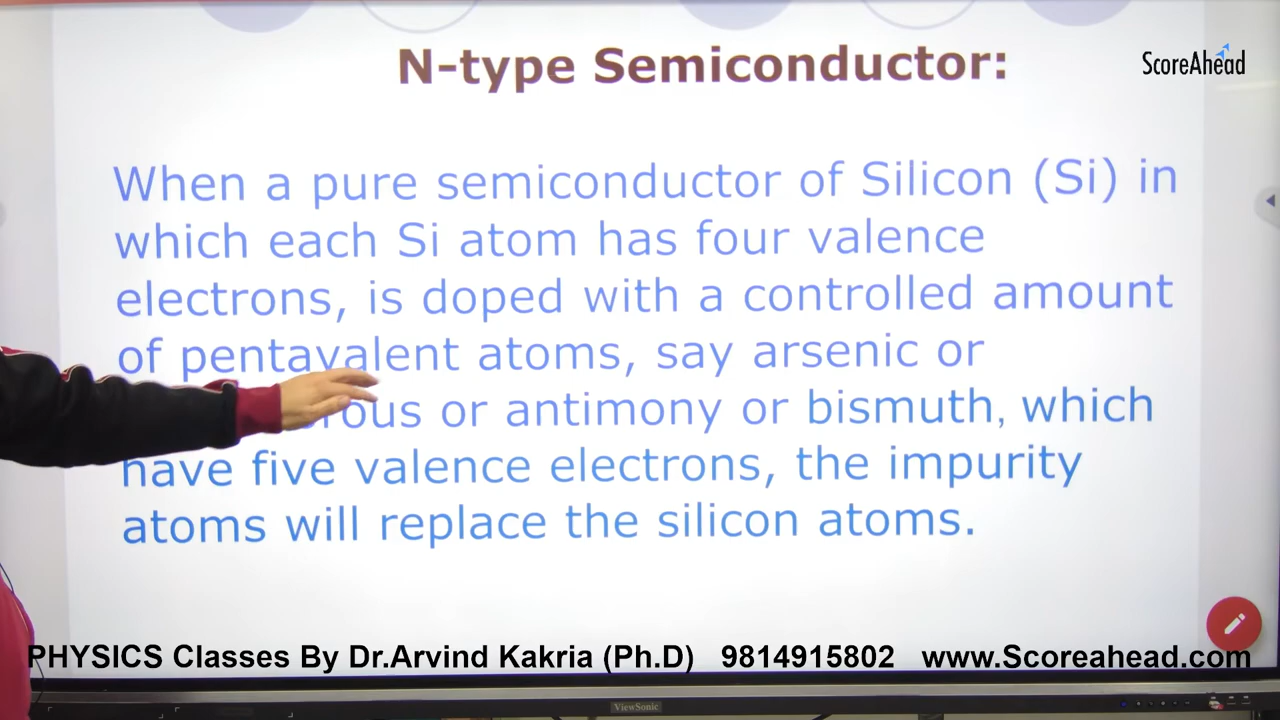 N-type Semiconductor:
ScoreAhead
When a pure semiconductor of Silicon (Si) in
which each Si atom has four valence
electrons, is doped with a controlled amount
of pentavalent atoms, say arsenic or
or antimony or bismuth, which
have five valence electrons, the impurity
atoms will replace the silicon atoms.
PHYSICS Classes By Dr.Arvind Kakria (Ph.D) 9814915802 www.Scoreahead.com
ViewSonic